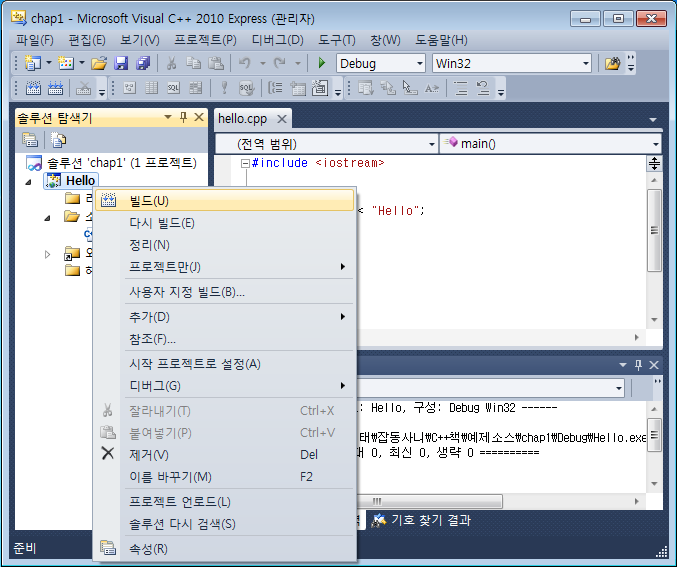 chap1 - Microsoft Visual C++ 2010 Express (관리자)
파일(F) 편집(E) 보기(V) 프로젝트(P) 디버그(D) 도구(T) 창(W) 도움말(H)
Debug Win32
솔루션 탐색기
hello.cpp
(전역 범위) main()
솔루션 'chap1' (1 프로젝트)
Hello
#include <iostream>
< "Hello";
빌드(U)
다시 빌드(E)
정리(N)
프로젝트만(J)
사용자 지정 빌드(B)...
추가(D)
참조(F)...
시작 프로젝트로 설정(A)
디버그(G)
잘라내기(T) Ctrl+X
붙여넣기(P) Ctrl+V
제거(V) Del
이름 바꾸기(M) F2
프로젝트 언로드(L)
솔루션 다시 검색(S)
속성(R)
: Hello, 구성: Debug Win32 ------
태\잡동사니\C++책\예제소스\chap1\Debug\Hello.exe
0, 최신 0, 생략 0 ==========
기호 찾기 결과
준비